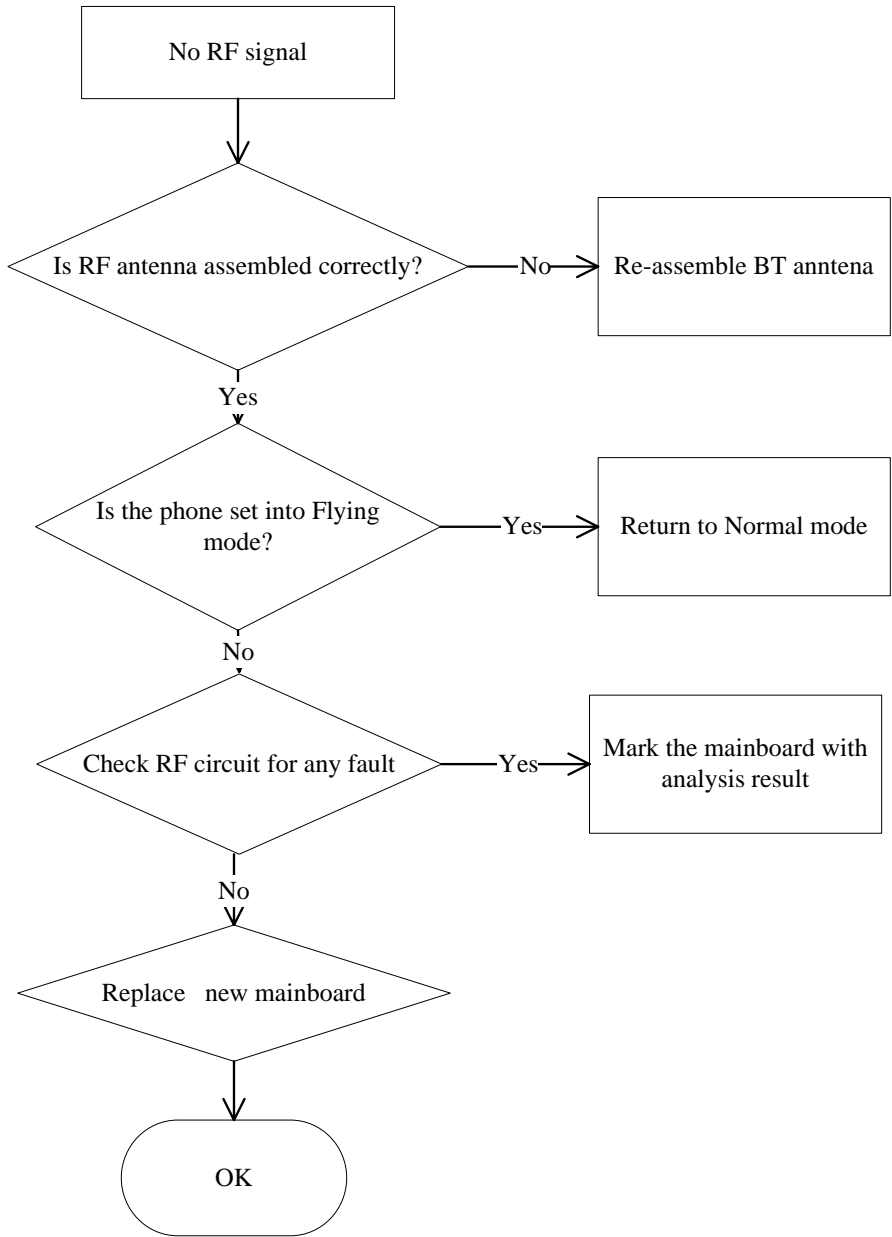 No RF signal
Is RF antenna assembled correctly?
No
Re-assemble BT anntena
Yes
Is the phone set into Flying
mode?
Yes
Return to Normal mode
No
Check RF circuit for any fault
Yes
Mark the mainboard with
analysis result
No
Replace new mainboard
OK